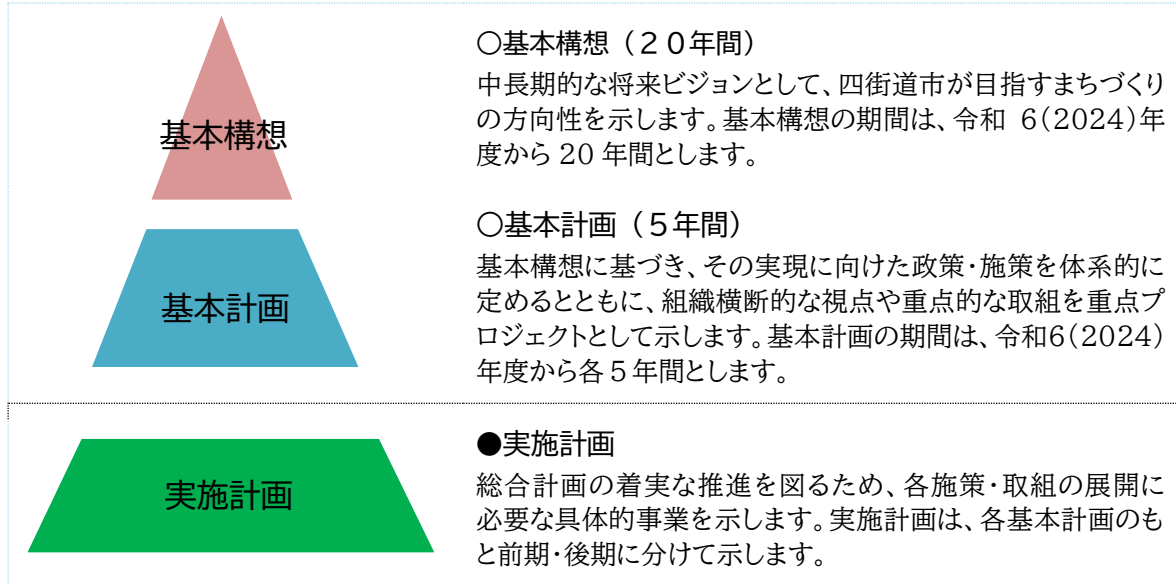 基本構想
○基本構想（２０年間）
中長期的な将来ビジョンとして、四街道市が目指すまちづくり
の方向性を示します。基本構想の期間は、令和 6(2024)年
度から 20 年間とします。
基本計画
○基本計画（５年間）
基本構想に基づき、その実現に向けた政策・施策を体系的に
定めるとともに、組織横断的な視点や重点的な取組を重点プ
ロジェクトとして示します。基本計画の期間は、令和６(2024)
年度から各５年間とします。
実施計画
●実施計画
総合計画の着実な推進を図るため、各施策・取組の展開に
必要な具体的事業を示します。実施計画は、各基本計画のも
と前期・後期に分けて示します。